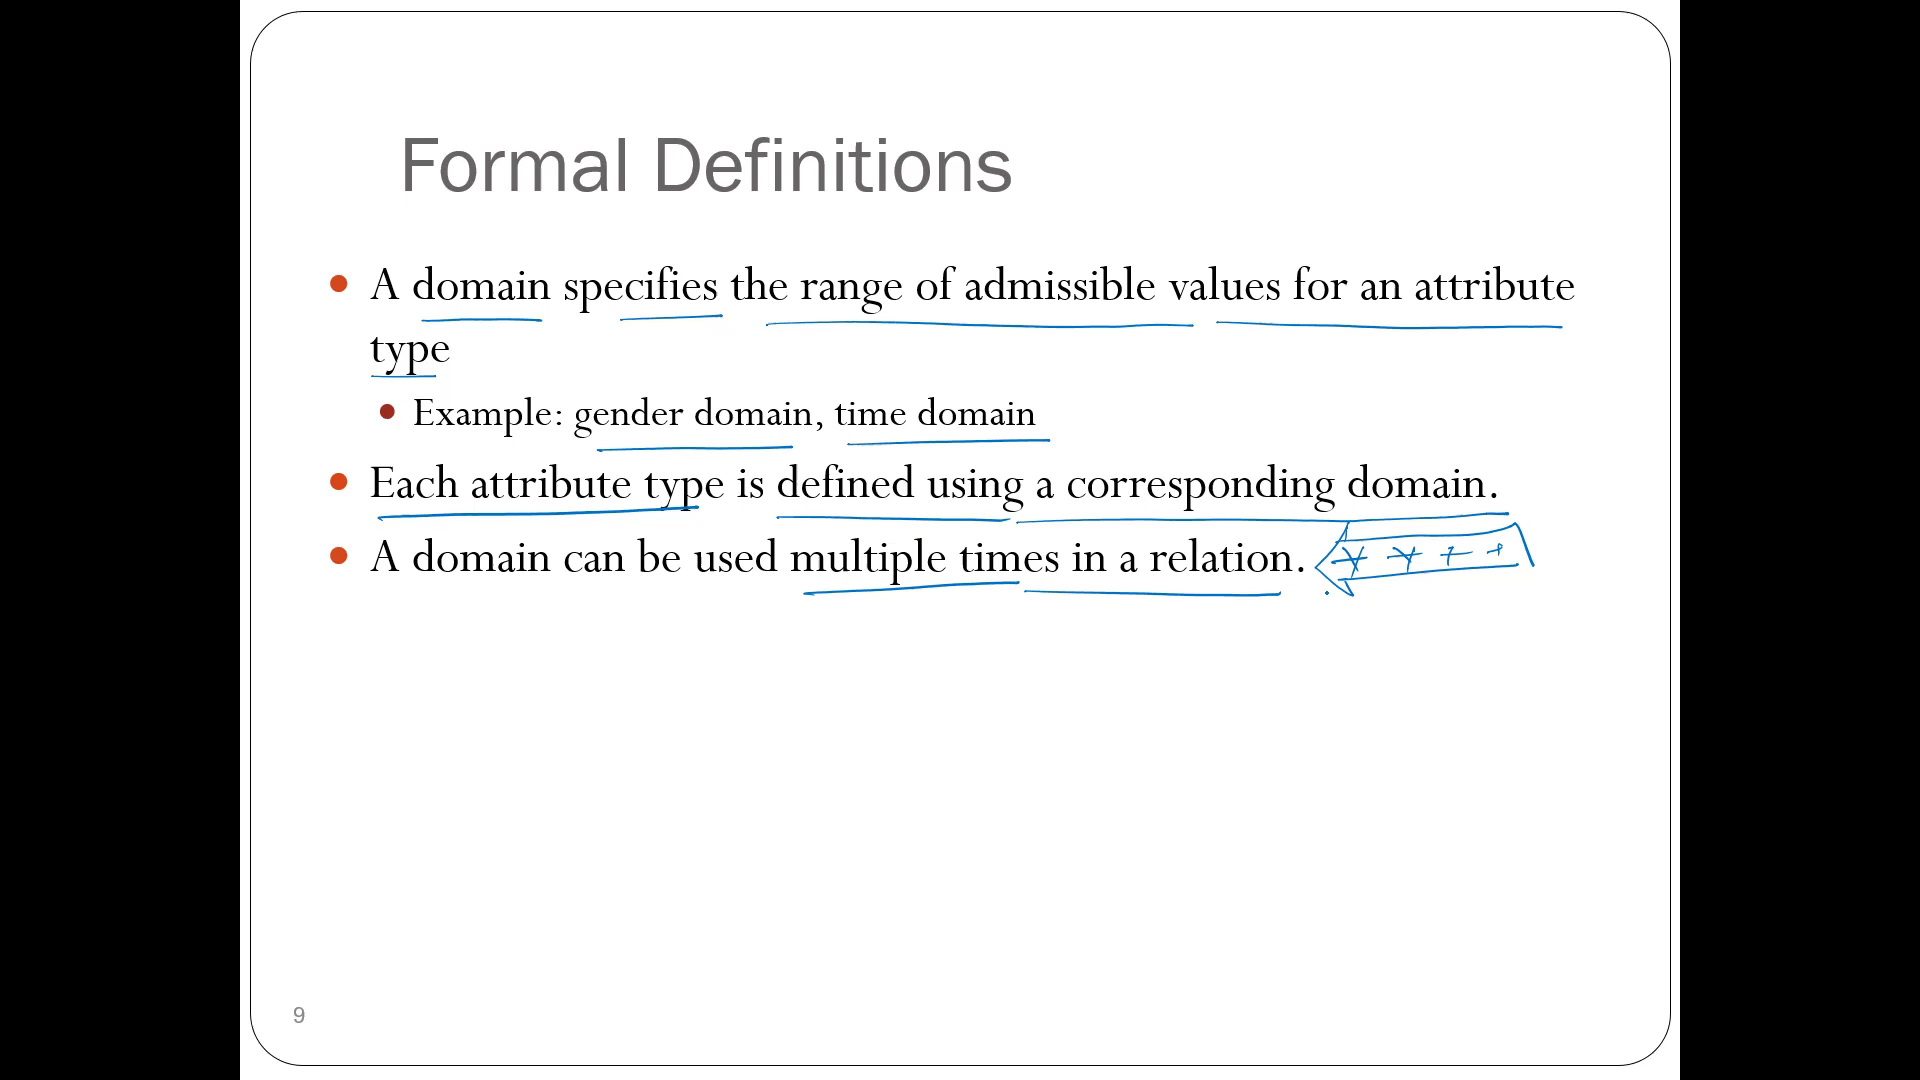 Formal Definitions
A domain specifies the range of admissible values for an attribute
type
Example: gender domain, time domain
Each attribute type is defined using a corresponding domain.
A domain can be used multiple times in a relation.
9